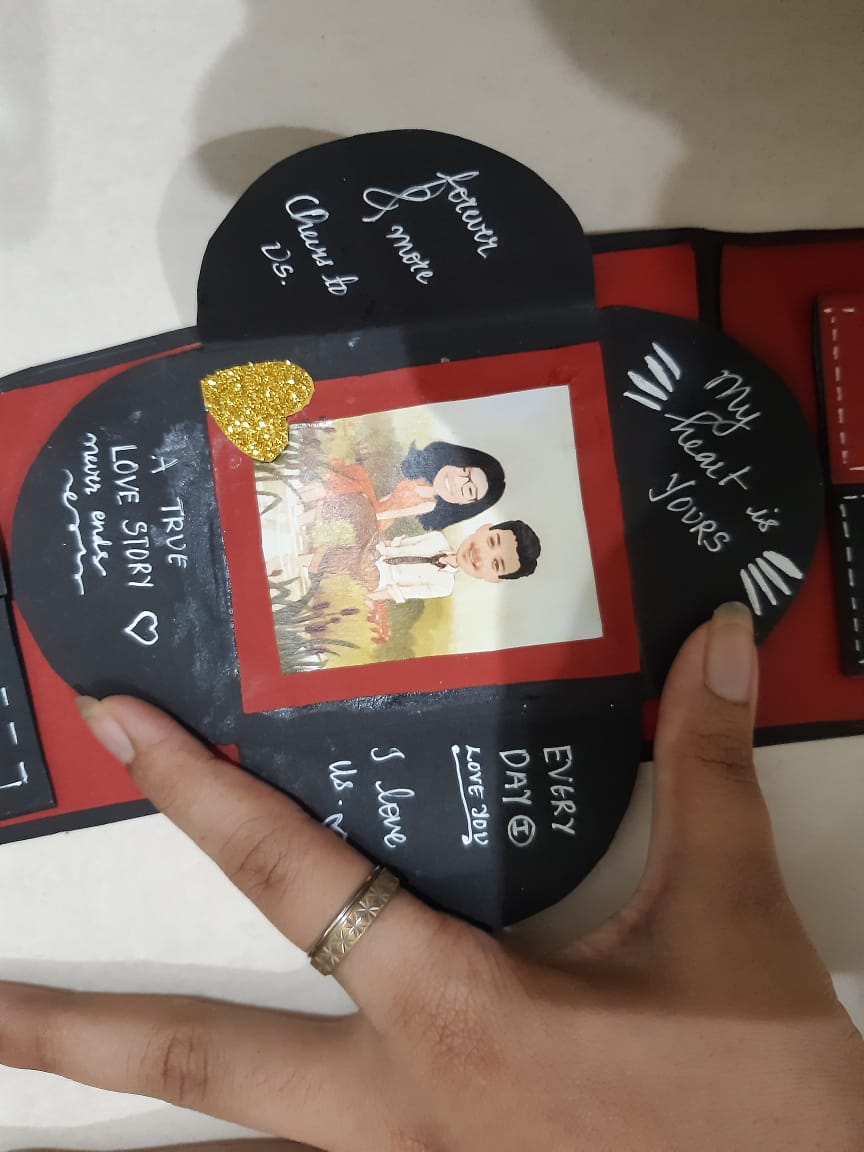 My
heart is
YOURS
forever
& more
Cheers to
US.
EVERY
DAY I
LOVE YOU
I love
us.
A TRUE
LOVE STORY ♡
never ends